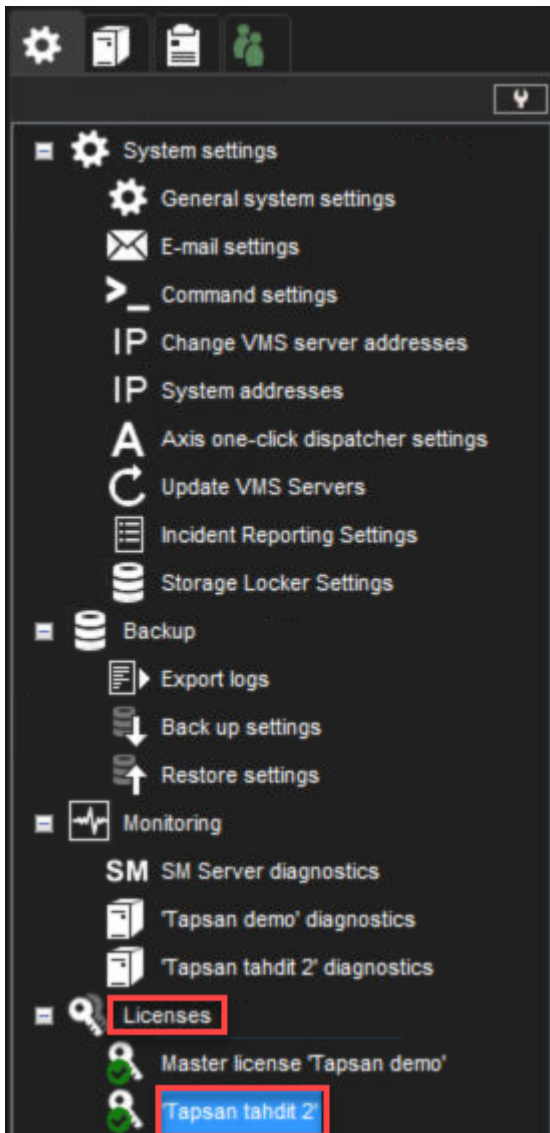 System settings
General system settings
E-mail settings
>_ Command settings
IP Change VMS server addresses
IP System addresses
A Axis one-click dispatcher settings
Update VMS Servers
Incident Reporting Settings
Storage Locker Settings
Backup
Export logs
Back up settings
Restore settings
Monitoring
SM SM Server diagnostics
'Tapsan demo' diagnostics
'Tapsan tahdit 2' diagnostics
Licenses
Master license 'Tapsan demo'
'Tapsan tahdit 2'